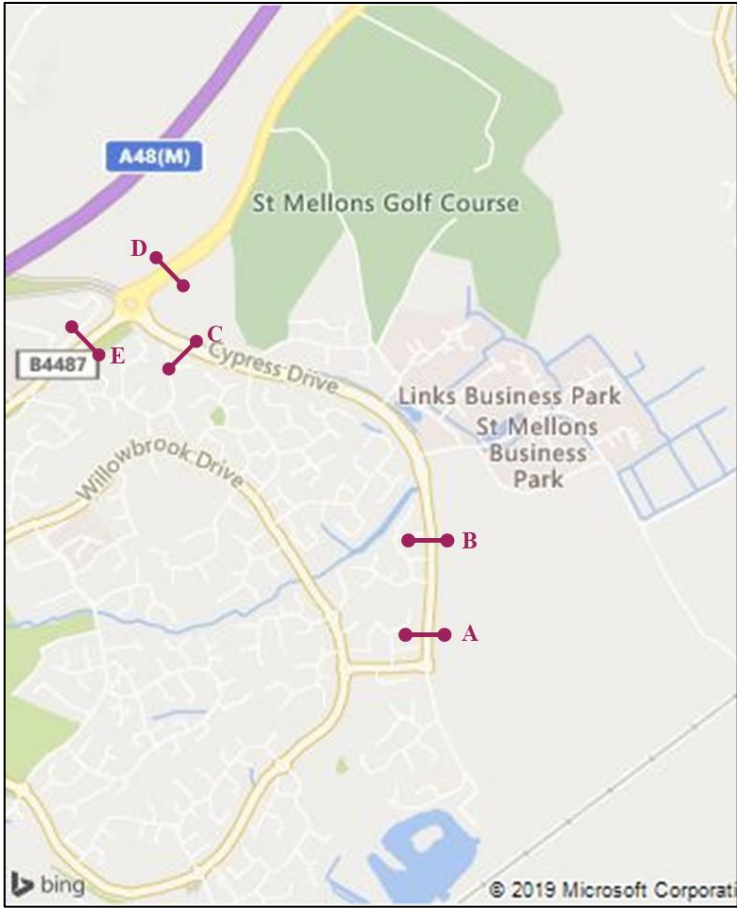 A48(M)
St Mellons Golf Course
D
C
E
B4487
Cypress Drive
Links Business Park
St Mellons
Business
Park
Willowbrook Drive
B
A
bing
© 2019 Microsoft Corporati